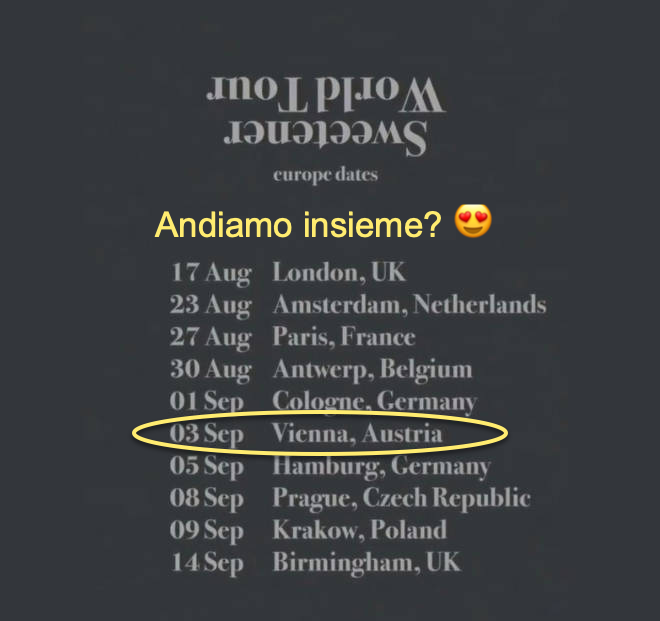 Sweetener
World Tour
europe dates
Andiamo insieme? 😍
17 Aug London, UK
23 Aug Amsterdam, Netherlands
27 Aug Paris, France
30 Aug Antwerp, Belgium
01 Sep Cologne, Germany
03 Sep Vienna, Austria
05 Sep Hamburg, Germany
08 Sep Prague, Czech Republic
09 Sep Krakow, Poland
14 Sep Birmingham, UK